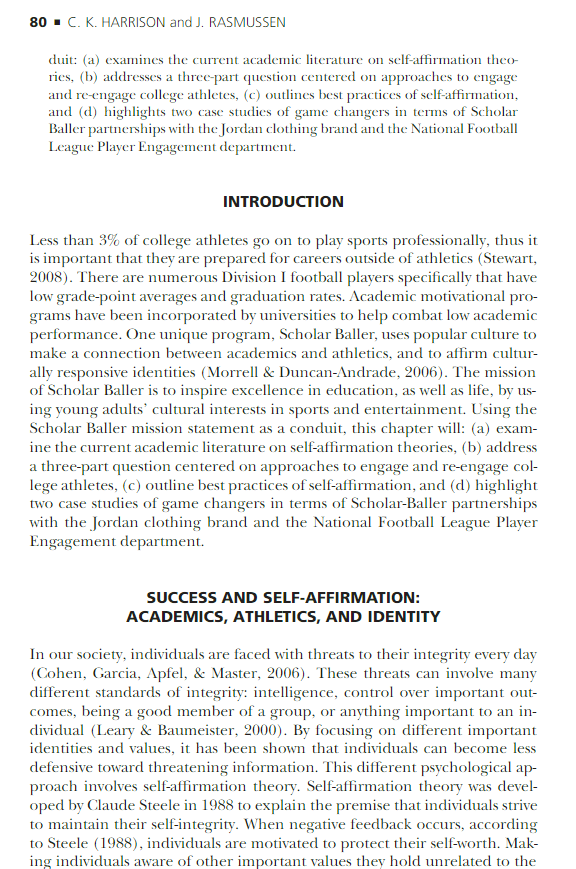 80 ▪ C. K. HARRISON and J. RASMUSSEN
duit: (a) examines the current academic literature on self-affirmation theo-
ries, (b) addresses a three-part question centered on approaches to engage
and re-engage college athletes, (c) outlines best practices of self-affirmation,
and (d) highlights two case studies of game changers in terms of Scholar
Baller partnerships with the Jordan clothing brand and the National Football
League Player Engagement department.
INTRODUCTION
Less than 3% of college athletes go on to play sports professionally, thus it
is important that they are prepared for careers outside of athletics (Stewart,
2008). There are numerous Division I football players specifically that have
low grade-point averages and graduation rates. Academic motivational pro-
grams have been incorporated by universities to help combat low academic
performance. One unique program, Scholar Baller, uses popular culture to
make a connection between academics and athletics, and to affirm cultur-
ally responsive identities (Morrell & Duncan-Andrade, 2006). The mission
of Scholar Baller is to inspire excellence in education, as well as life, by us-
ing young adults’ cultural interests in sports and entertainment. Using the
Scholar Baller mission statement as a conduit, this chapter will: (a) exam-
ine the current academic literature on self-affirmation theories, (b) address
a three-part question centered on approaches to engage and re-engage col-
lege athletes, (c) outline best practices of self-affirmation, and (d) highlight
two case studies of game changers in terms of Scholar-Baller partnerships
with the Jordan clothing brand and the National Football League Player
Engagement department.
SUCCESS AND SELF-AFFIRMATION:
ACADEMICS, ATHLETICS, AND IDENTITY
In our society, individuals are faced with threats to their integrity every day
(Cohen, Garcia, Apfel, & Master, 2006). These threats can involve many
different standards of integrity: intelligence, control over important out-
comes, being a good member of a group, or anything important to an in-
dividual (Leary & Baumeister, 2000). By focusing on different important
identities and values, it has been shown that individuals can become less
defensive toward threatening information. This different psychological ap-
proach involves self-affirmation theory. Self-affirmation theory was devel-
oped by Claude Steele in 1988 to explain the premise that individuals strive
to maintain their self-integrity. When negative feedback occurs, according
to Steele (1988), individuals are motivated to protect their self-worth. Mak-
ing individuals aware of other important values they hold unrelated to the